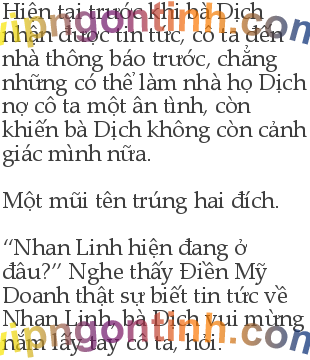 Hiện tại trước khi bà Dịch
nhận được tin tức, cô ta đến
nhà thông báo trước, chẳng
những có thể làm nhà họ Dịch
nợ cô ta một ân tình, còn
khiến bà Dịch không còn cảnh
giác mình nữa.
Một mũi tên trúng hai đích.
“Nhan Linh hiện đang ở
đâu?” Nghe thấy Điền Mỹ
Doanh thật sự biết tin tức về
Nhan Linh, bà Dịch vui mừng
nắm lấy tay cô ta, hỏi.
vipngontinh.com
vipngontinh.com